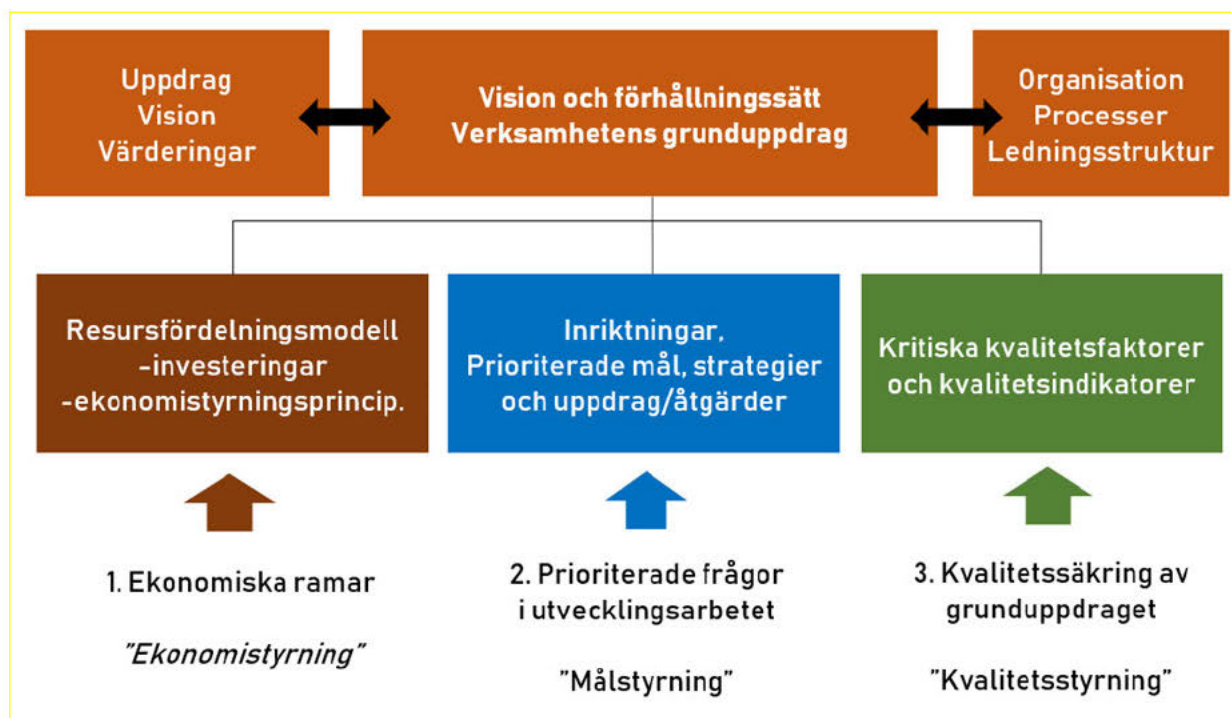 Uppdrag
Vision
Värderingar
Vision och förhållningssätt
Verksamhetens grunduppdrag
Organisation
Processer
Ledningsstruktur
Resursfördelningsmodell
-investeringar
-ekonomistyrningsprincip.
Inriktningar,
Prioriterade mål, strategier
och uppdrag/åtgärder
Kritiska kvalitetsfaktorer
och kvalitetsindikatorer
1. Ekonomiska ramar
”Ekonomistyrning”
2. Prioriterade frågor
i utvecklingsarbetet
”Målstyrning”
3. Kvalitetssäkring av
grunduppdraget
”Kvalitetsstyrning”